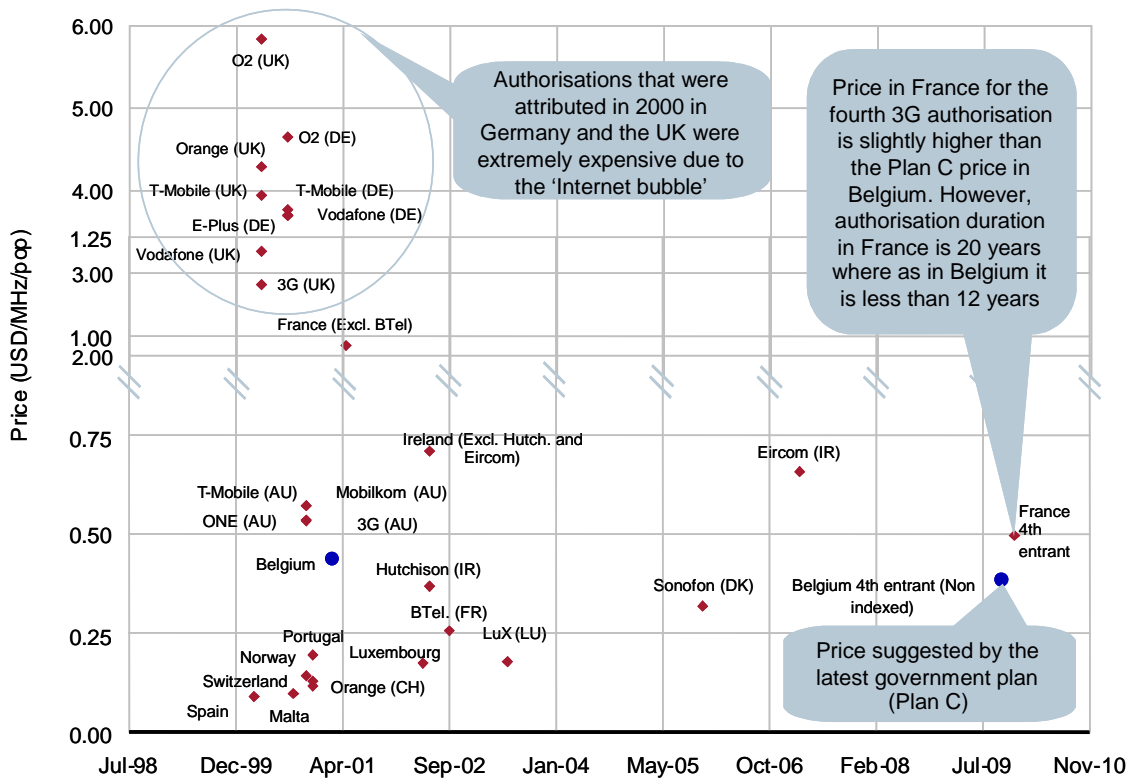 Price (USD/MHz/pop)
6.00
5.00
4.00
1.25
3.00
1.00
2.00
0.75
0.50
0.25
0.00
O2 (UK)
O2 (DE)
Orange (UK)
T-Mobile (UK)
T-Mobile (DE)
Vodafone (DE)
E-Plus (DE)
Vodafone (UK)
3G (UK)
France (Excl. BTel)
Authorisations that were
attributed in 2000 in
Germany and the UK were
extremely expensive due to
the ‘Internet bubble’
Price in France for the
fourth 3G authorisation
is slightly higher than
the Plan C price in
Belgium. However,
authorisation duration
in France is 20 years
where as in Belgium it
is less than 12 years
Ireland (Excl. Hutch. and
Eircom)
Eircom (IR)
T-Mobile (AU)
Mobilkom (AU)
ONE (AU)
3G (AU)
France
4th
entrant
Belgium
Hutchison (IR)
Sonofon (DK)
Belgium 4th entrant (Non
indexed)
BTel. (FR)
LuX (LU)
Portugal
Luxembourg
Norway
Switzerland
Orange (CH)
Spain
Malta
Price suggested by the
latest government plan
(Plan C)
Jul-98
Dec-99
Apr-01
Sep-02
Jan-04
May-05
Oct-06
Feb-08
Jul-09
Nov-10